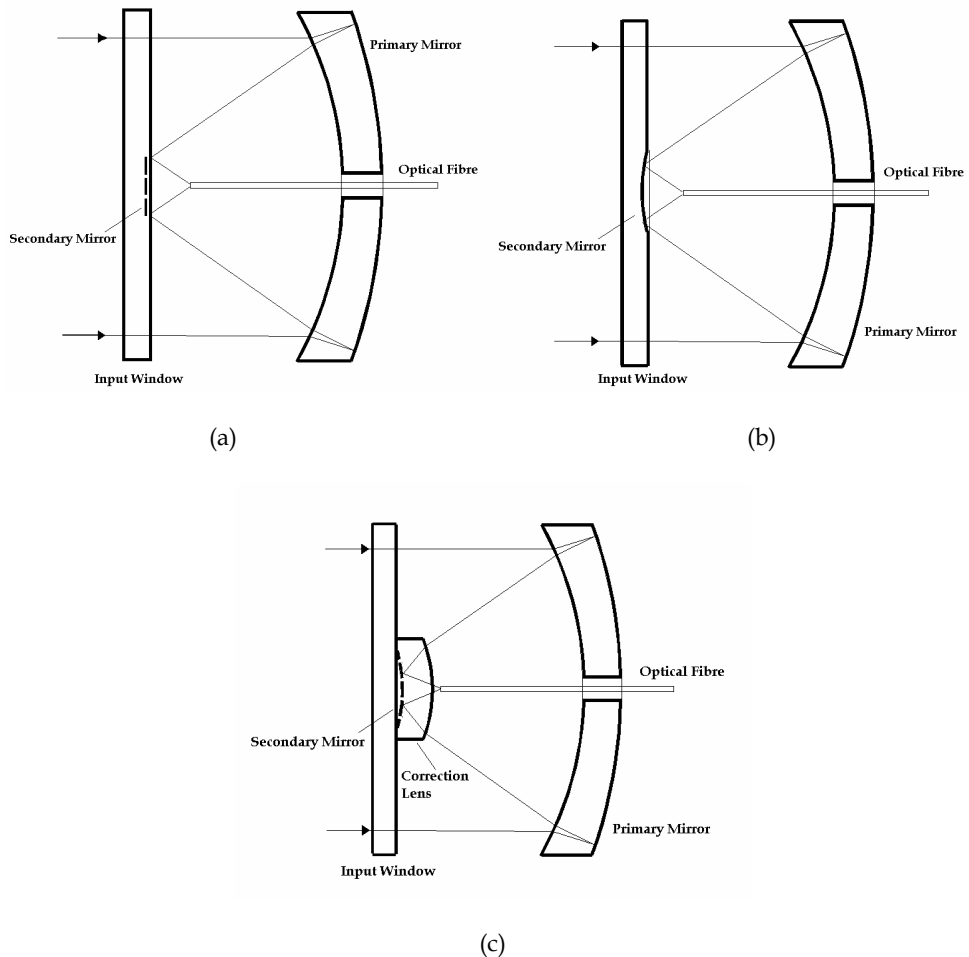 Primary Mirror
Optical Fibre
Secondary Mirror
Input Window
(a)
Optical Fibre
Secondary Mirror
Primary Mirror
Input Window
(b)
Optical Fibre
Secondary Mirror
Correction
Lens
Primary Mirror
Input Window
(c)